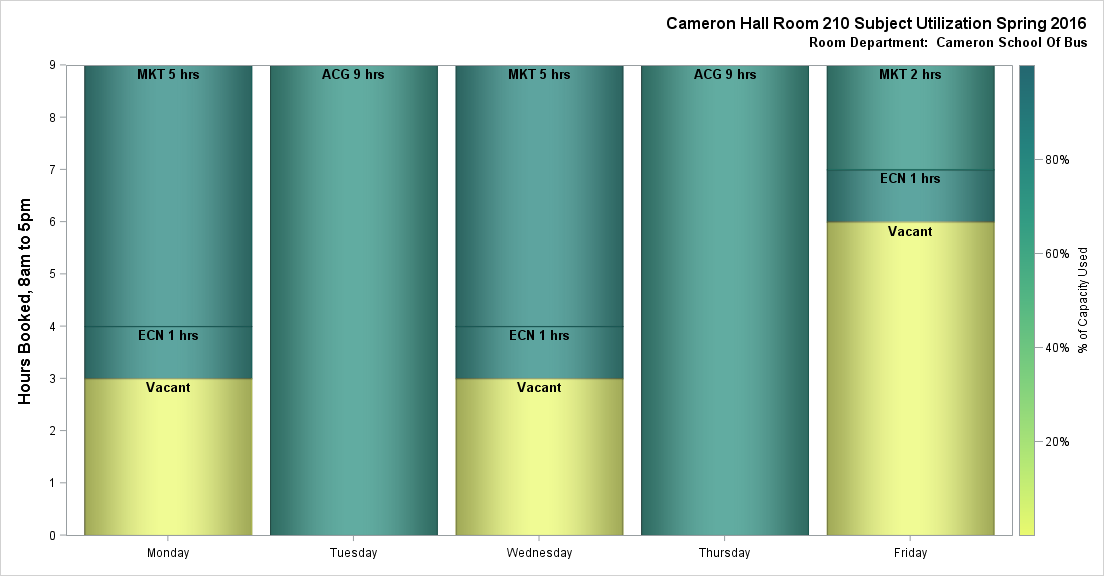 Cameron Hall Room 210 Subject Utilization Spring 2016
Room Department: Cameron School Of Bus
Hours Booked, 8am to 5pm
9
8
7
6
5
4
3
2
1
0
MKT 5 hrs
ECN 1 hrs
Vacant
ACG 9 hrs
MKT 5 hrs
ECN 1 hrs
Vacant
ACG 9 hrs
MKT 2 hrs
ECN 1 hrs
Vacant
Monday
Tuesday
Wednesday
Thursday
Friday
80%
60%
40%
20%
% of Capacity Used